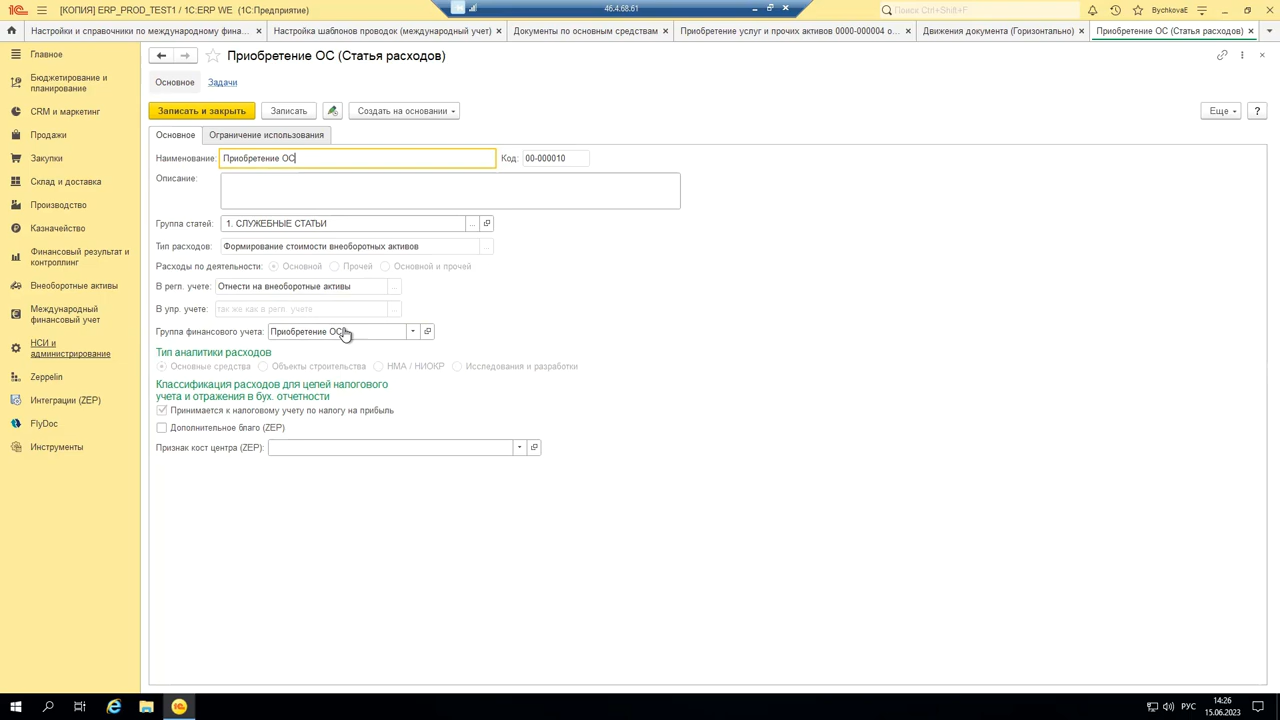 [КОПИЯ] ERP_PROD_TEST1 / 1C:ERP WE (1С:Предприятие)
46.4.68.61
Поиск Ctrl+Shift+F
BychkovaE
Настройки и справочники по международному фина...
Настройка шаблонов проводок (международный учет)
Документы по основным средствам
Приобретение услуг и прочих активов 0000-000004 о...
Движения документа (Горизонтально)
Приобретение ОС (Статья расходов)
Главное
Бюджетирование и
планирование
CRM и маркетинг
Продажи
Закупки
Склад и доставка
Производство
Казначейство
Финансовый результат и
контроллинг
Внеоборотные активы
Международный
финансовый учет
НСИ и
администрирование
Zeppelin
Интеграции (ZEP)
FlyDoc
Инструменты
Приобретение ОС (Статья расходов)
Основное
Задачи
Записать и закрыть
Записать
Создать на основании
Еще
?
Основное
Ограничение использования
Наименование: Приобретение ОС
Код: 00-000010
Описание:
Группа статей: 1. СЛУЖЕБНЫЕ СТАТЬИ
Тип расходов: Формирование стоимости внеоборотных активов
Расходы по деятельности: Основной Прочей Основной и прочей
В регл. учете: Отнести на внеоборотные активы
В упр. учете: так же как в регл. учете
Группа финансового учета: Приобретение ОС
Тип аналитики расходов
Основные средства Объекты строительства НМА / НИОКР Исследования и разработки
Классификация расходов для целей налогового
учета и отражения в бух. отчетности
Принимается к налоговому учету по налогу на прибыль
Дополнительное благо (ZEP)
Признак кост центра (ZEP):
РУС
14:26
15.06.2023